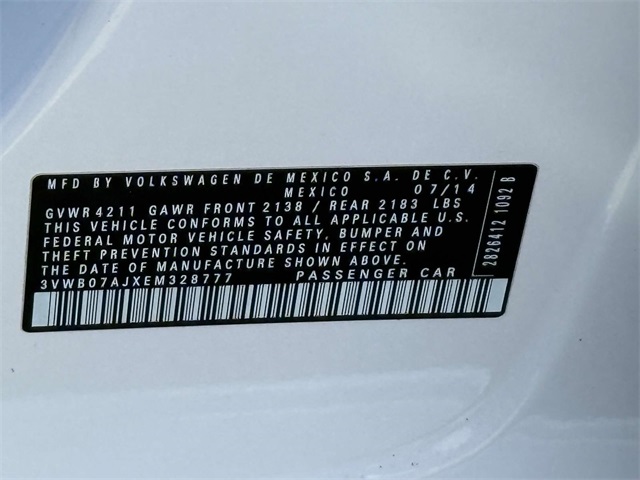 MFD BY VOLKSWAGEN DE MEXICO S.A. DE C.V.
MEXICO 07/14
GVWR 4211 GAWR FRONT 2138 / REAR 2183 LBS
THIS VEHICLE CONFORMS TO ALL APPLICABLE U.S.
FEDERAL MOTOR VEHICLE SAFETY, BUMPER AND
THEFT PREVENTION STANDARDS IN EFFECT ON
THE DATE OF MANUFACTURE SHOWN ABOVE.
3VWB07AJXEM328777 PASSENGER CAR
2826412 1092 B